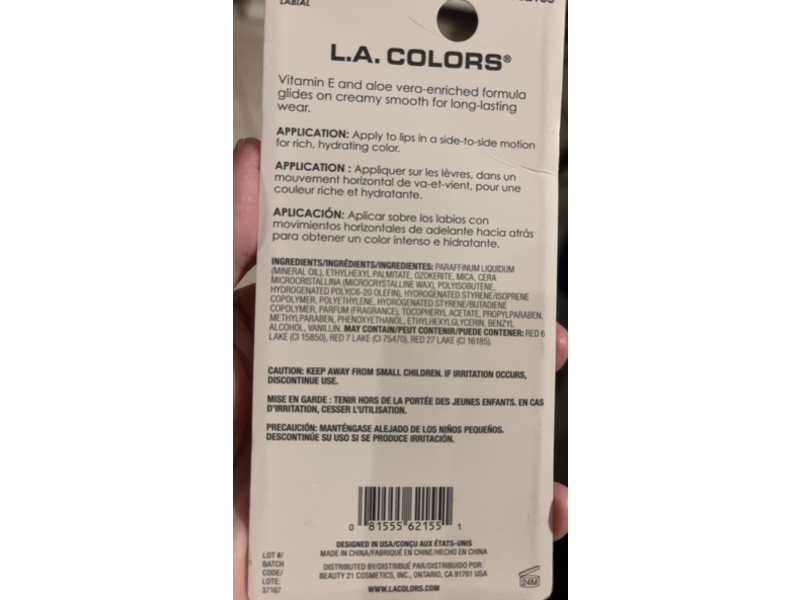 LABIAL
L.A. COLORS®
Vitamin E and aloe vera-enriched formula
glides on creamy smooth for long-lasting
wear.
APPLICATION: Apply to lips in a side-to-side motion
for rich, hydrating color.
APPLICATION : Appliquer sur les lèvres, dans un
mouvement horizontal de va-et-vient, pour une
couleur riche et hydratante.
APLICACIÓN: Aplicar sobre los labios con
movimientos horizontales de adelante hacia atrás
para obtener un color intenso e hidratante.
INGREDIENTS/INGRÉDIENTS/INGREDIENTES: PARAFFINUM LIQUIDUM
(MINERAL OIL), ETHYLHEXYL PALMITATE, OZOKERITE, MICA, CERA
MICROCRISTALLINA (MICROCRYSTALLINE WAX), POLYISOBUTENE,
HYDROGENATED POLY(C6-20 OLEFIN), HYDROGENATED STYRENE/ISOPRENE
COPOLYMER, POLYETHYLENE, HYDROGENATED STYRENE/BUTADIENE
COPOLYMER, PARFUM (FRAGRANCE), TOCOPHERYL ACETATE, PROPYLPARABEN,
METHYLPARABEN, PHENOXYETHANOL, ETHYLHEXYLGLYCERIN, BENZYL
ALCOHOL, VANILLIN. MAY CONTAIN/PEUT CONTENIR/PUEDE CONTENER: RED 6
LAKE (CI 15850), RED 7 LAKE (CI 75470), RED 27 LAKE (CI 16185).
CAUTION: KEEP AWAY FROM SMALL CHILDREN. IF IRRITATION OCCURS,
DISCONTINUE USE.
MISE EN GARDE : TENIR HORS DE LA PORTÉE DES JEUNES ENFANTS. EN CAS
D'IRRITATION, CESSER L'UTILISATION.
PRECAUCIÓN: MANTÉNGASE ALEJADO DE LOS NIÑOS PEQUEÑOS.
DESCONTINÚE SU USO SI SE PRODUCE IRRITACIÓN.
0 81555 62155 1
DESIGNED IN USA/CONÇU AUX ÉTATS-UNIS
MADE IN CHINA/FABRIQUÉ EN CHINE/HECHO EN CHINA
DISTRIBUTED BY/DISTRIBUÉ PAR/DISTRIBUIDO POR:
BEAUTY 21 COSMETICS, INC., ONTARIO, CA 91761 USA
WWW.LACOLORS.COM
LOT #/
BATCH
CODE/
LOTE:
37167
24M